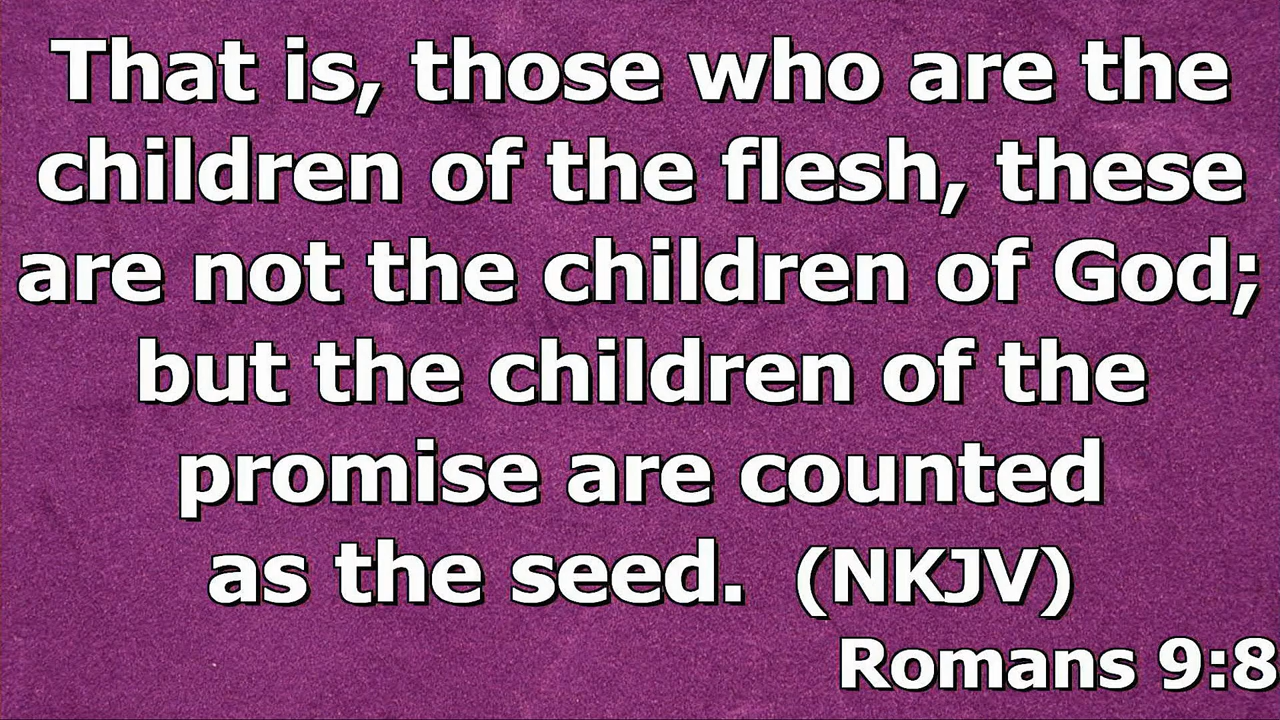 That is, those who are the
children of the flesh, these
are not the children of God;
but the children of the
promise are counted
as the seed. (NKJV)
Romans 9:8